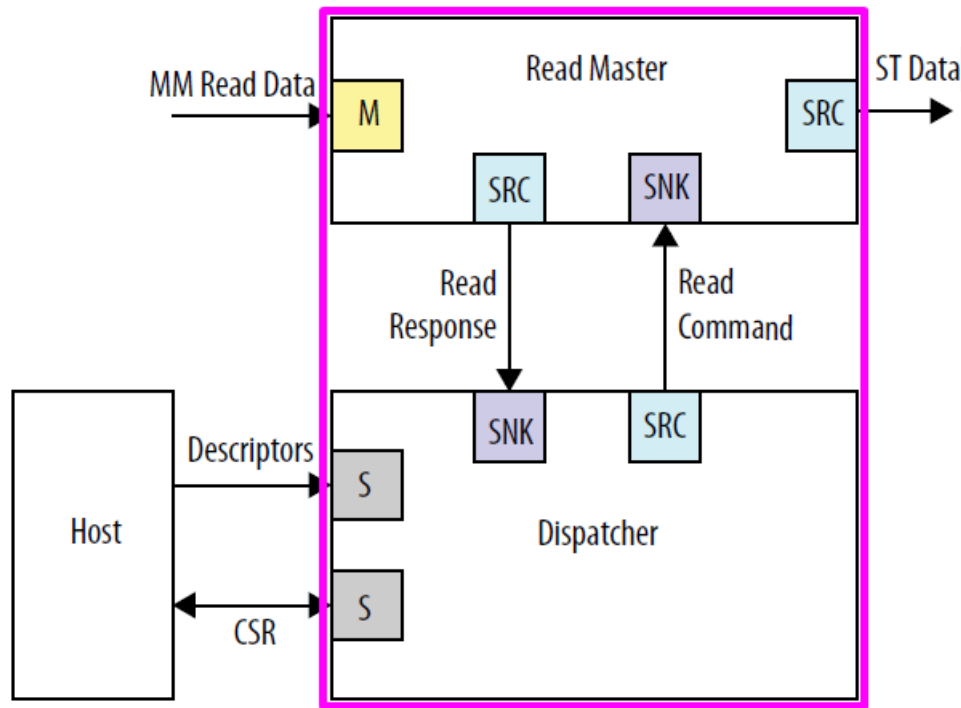 Read Master
MM Read Data
ST Data
M
SRC
SRC
SNK
Read
Response
Read
Command
SNK
SRC
Descriptors
S
Host
Dispatcher
S
CSR